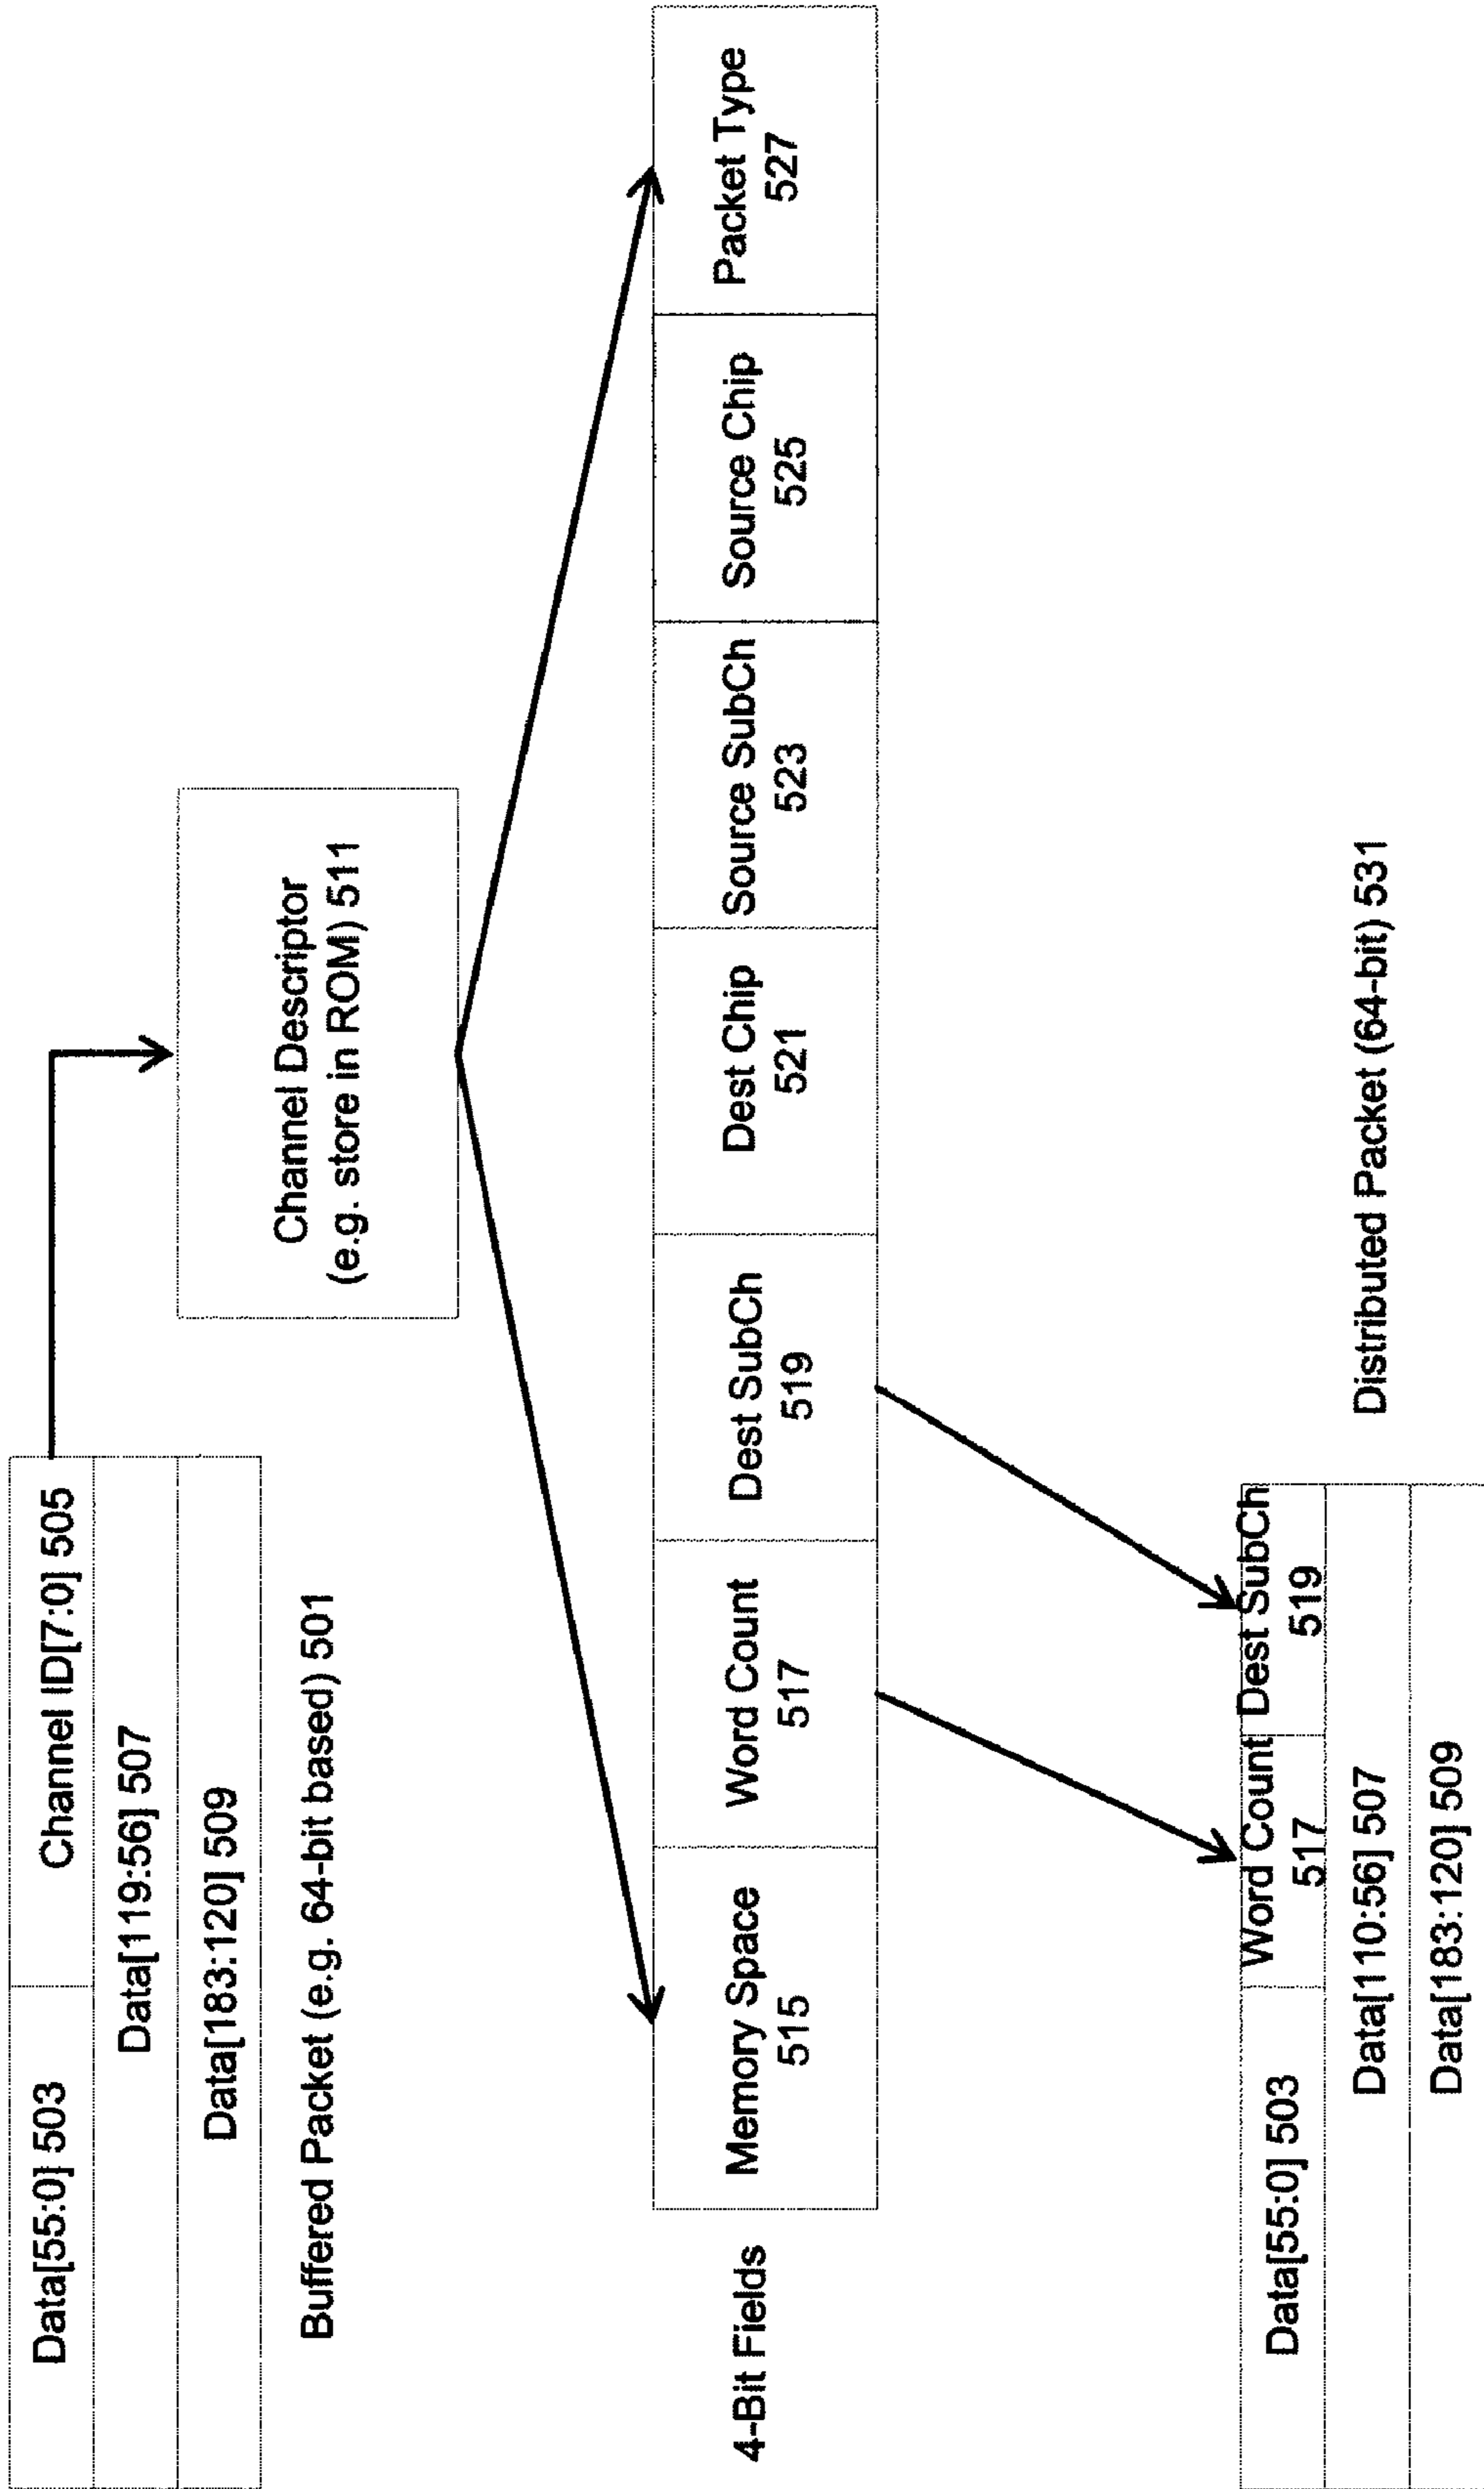 Data[55:0] 503
Channel ID[7:0] 505
Data[119:56] 507
Data[183:120] 509
Buffered Packet (e.g. 64-bit based) 501
Channel Descriptor
(e.g. store in ROM) 511
4-Bit Fields
Memory Space
515
Word Count
517
Dest SubCh
519
Dest Chip
521
Source SubCh
523
Source Chip
525
Packet Type
527
Data[55:0] 503
Word Count
517
Dest SubCh
519
Data[110:56] 507
Data[183:120] 509
Distributed Packet (64-bit) 531